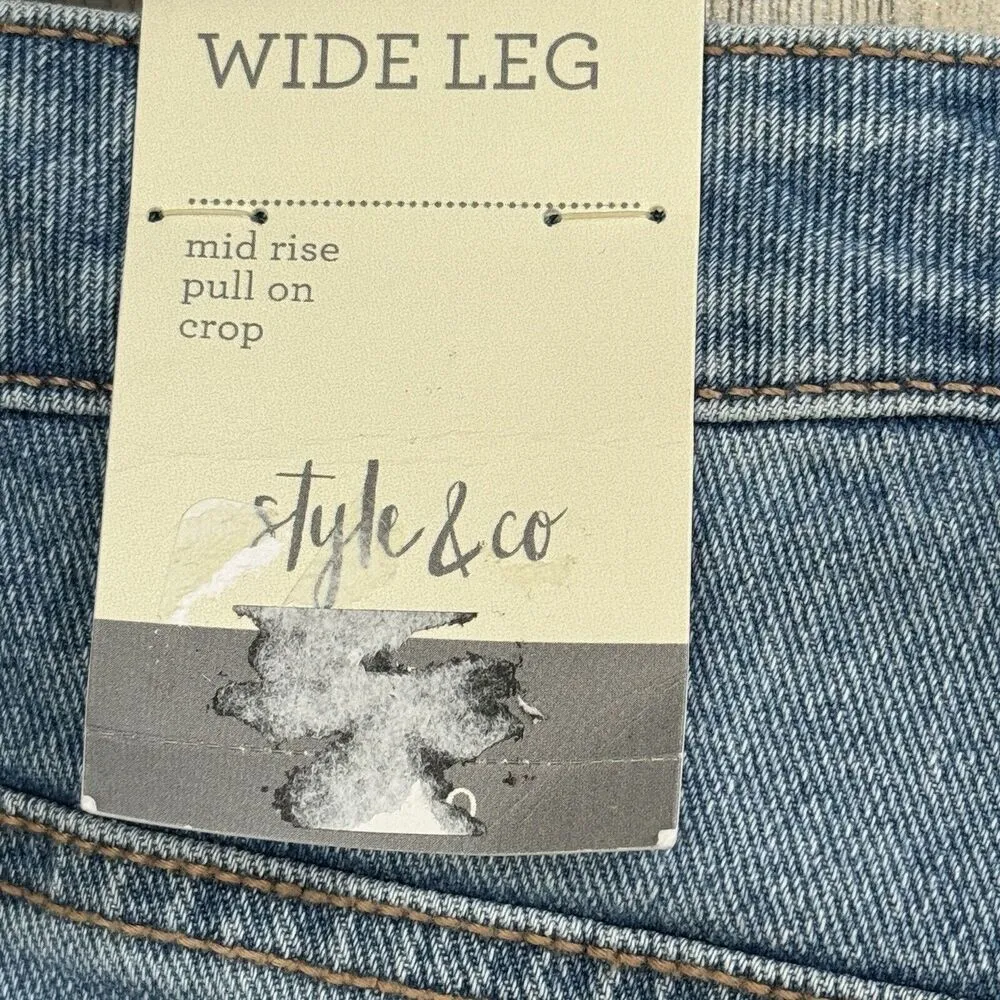 WIDE LEG
mid rise
pull on
crop
style & co